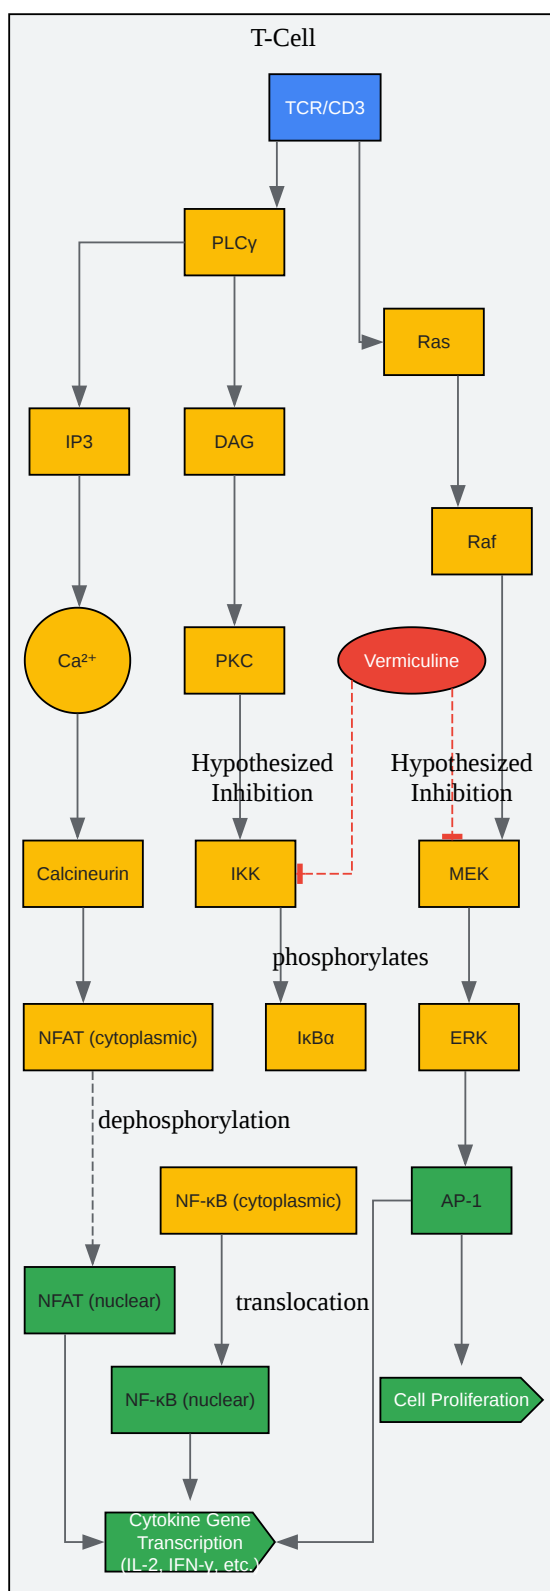 T-Cell
TCR/CD3
PLCγ
Ras
IP3
DAG
Raf
Ca²⁺
PKC
Vermiculine
Hypothesized
Inhibition
Hypothesized
Inhibition
Calcineurin
IKK
MEK
phosphorylates
NFAT (cytoplasmic)
IκBα
ERK
dephosphorylation
NF-κB (cytoplasmic)
AP-1
NFAT (nuclear)
translocation
NF-κB (nuclear)
Cell Proliferation
Cytokine Gene
Transcription
(IL-2, IFN-γ, etc.)